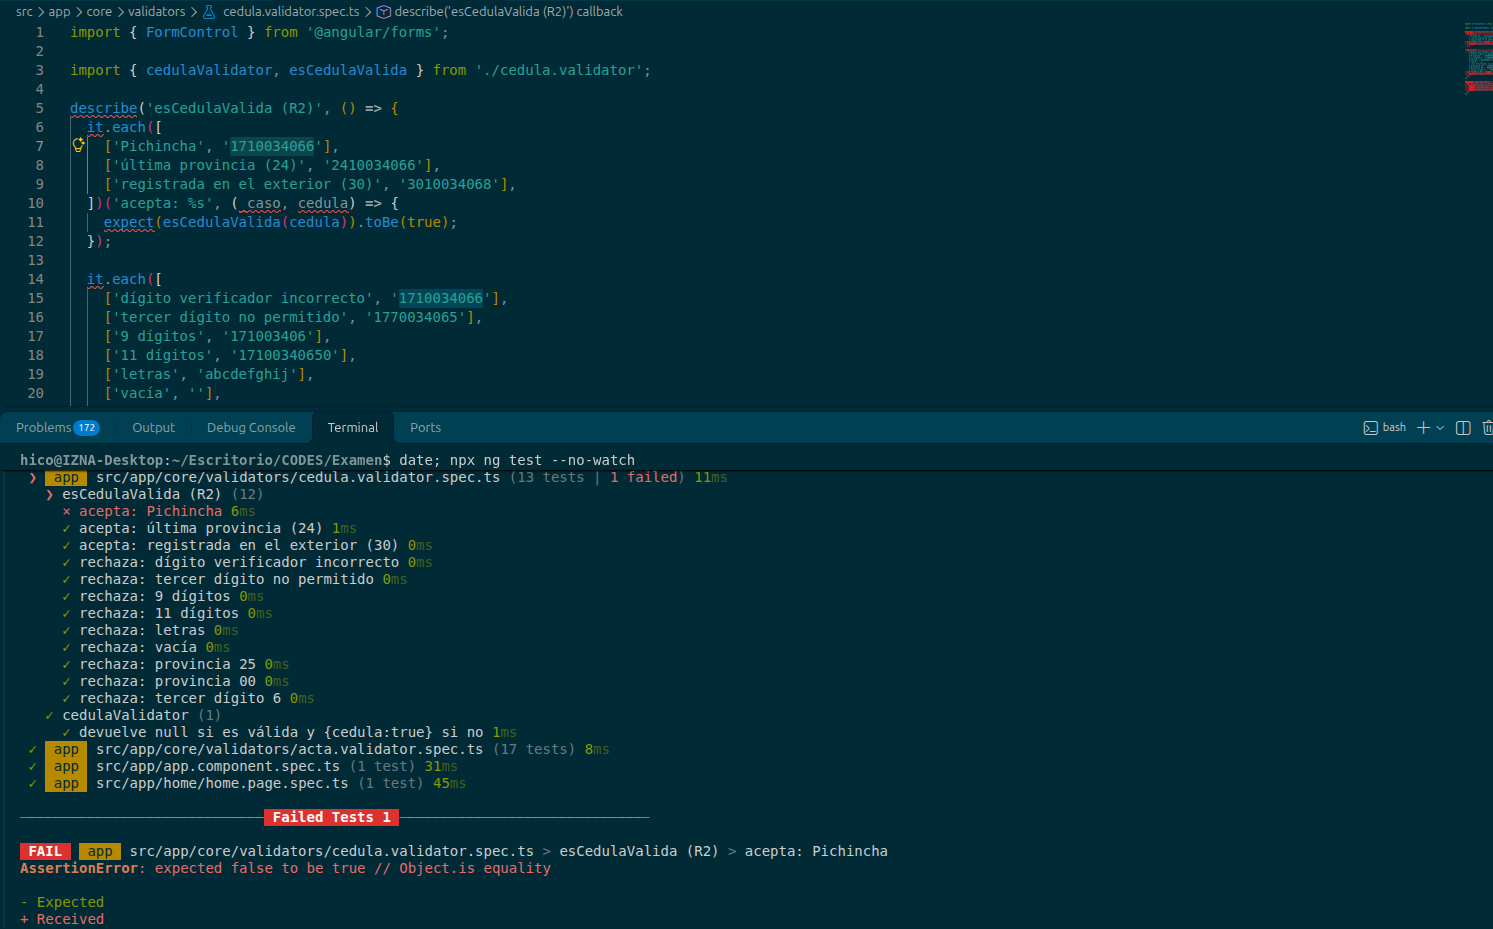 src > app > core > validators > cedula.validator.spec.ts > describe('esCedulaValida (R2)') callback
1 import { FormControl } from '@angular/forms';
2
3 import { cedulaValidator, esCedulaValida } from './cedula.validator';
4
5 describe('esCedulaValida (R2)', () => {
6 it.each([
7 ['Pichincha', '1710034066'],
8 ['última provincia (24)', '2410034066'],
9 ['registrada en el exterior (30)', '3010034068'],
10 ])('acepta: %s', (_caso, cedula) => {
11 expect(esCedulaValida(cedula)).toBe(true);
12 });
13
14 it.each([
15 ['dígito verificador incorrecto', '1710034066'],
16 ['tercer dígito no permitido', '1770034065'],
17 ['9 dígitos', '171003406'],
18 ['11 dígitos', '17100340650'],
19 ['letras', 'abcdefghij'],
20 ['vacía', ''],
Problems 172 Output Debug Console Terminal Ports bash
hico@IZNA-Desktop:~/Escritorio/CODES/Examen$ date; npx ng test --no-watch
❯ app src/app/core/validators/cedula.validator.spec.ts (13 tests | 1 failed) 11ms
❯ esCedulaValida (R2) (12)
× acepta: Pichincha 6ms
✓ acepta: última provincia (24) 1ms
✓ acepta: registrada en el exterior (30) 0ms
✓ rechaza: dígito verificador incorrecto 0ms
✓ rechaza: tercer dígito no permitido 0ms
✓ rechaza: 9 dígitos 0ms
✓ rechaza: 11 dígitos 0ms
✓ rechaza: letras 0ms
✓ rechaza: vacía 0ms
✓ rechaza: provincia 25 0ms
✓ rechaza: provincia 00 0ms
✓ rechaza: tercer dígito 6 0ms
✓ cedulaValidator (1)
✓ devuelve null si es válida y {cedula:true} si no 1ms
✓ app src/app/core/validators/acta.validator.spec.ts (17 tests) 8ms
✓ app src/app/app.component.spec.ts (1 test) 31ms
✓ app src/app/home/home.page.spec.ts (1 test) 45ms
Failed Tests 1
FAIL app src/app/core/validators/cedula.validator.spec.ts > esCedulaValida (R2) > acepta: Pichincha
AssertionError: expected false to be true // Object.is equality
- Expected
+ Received